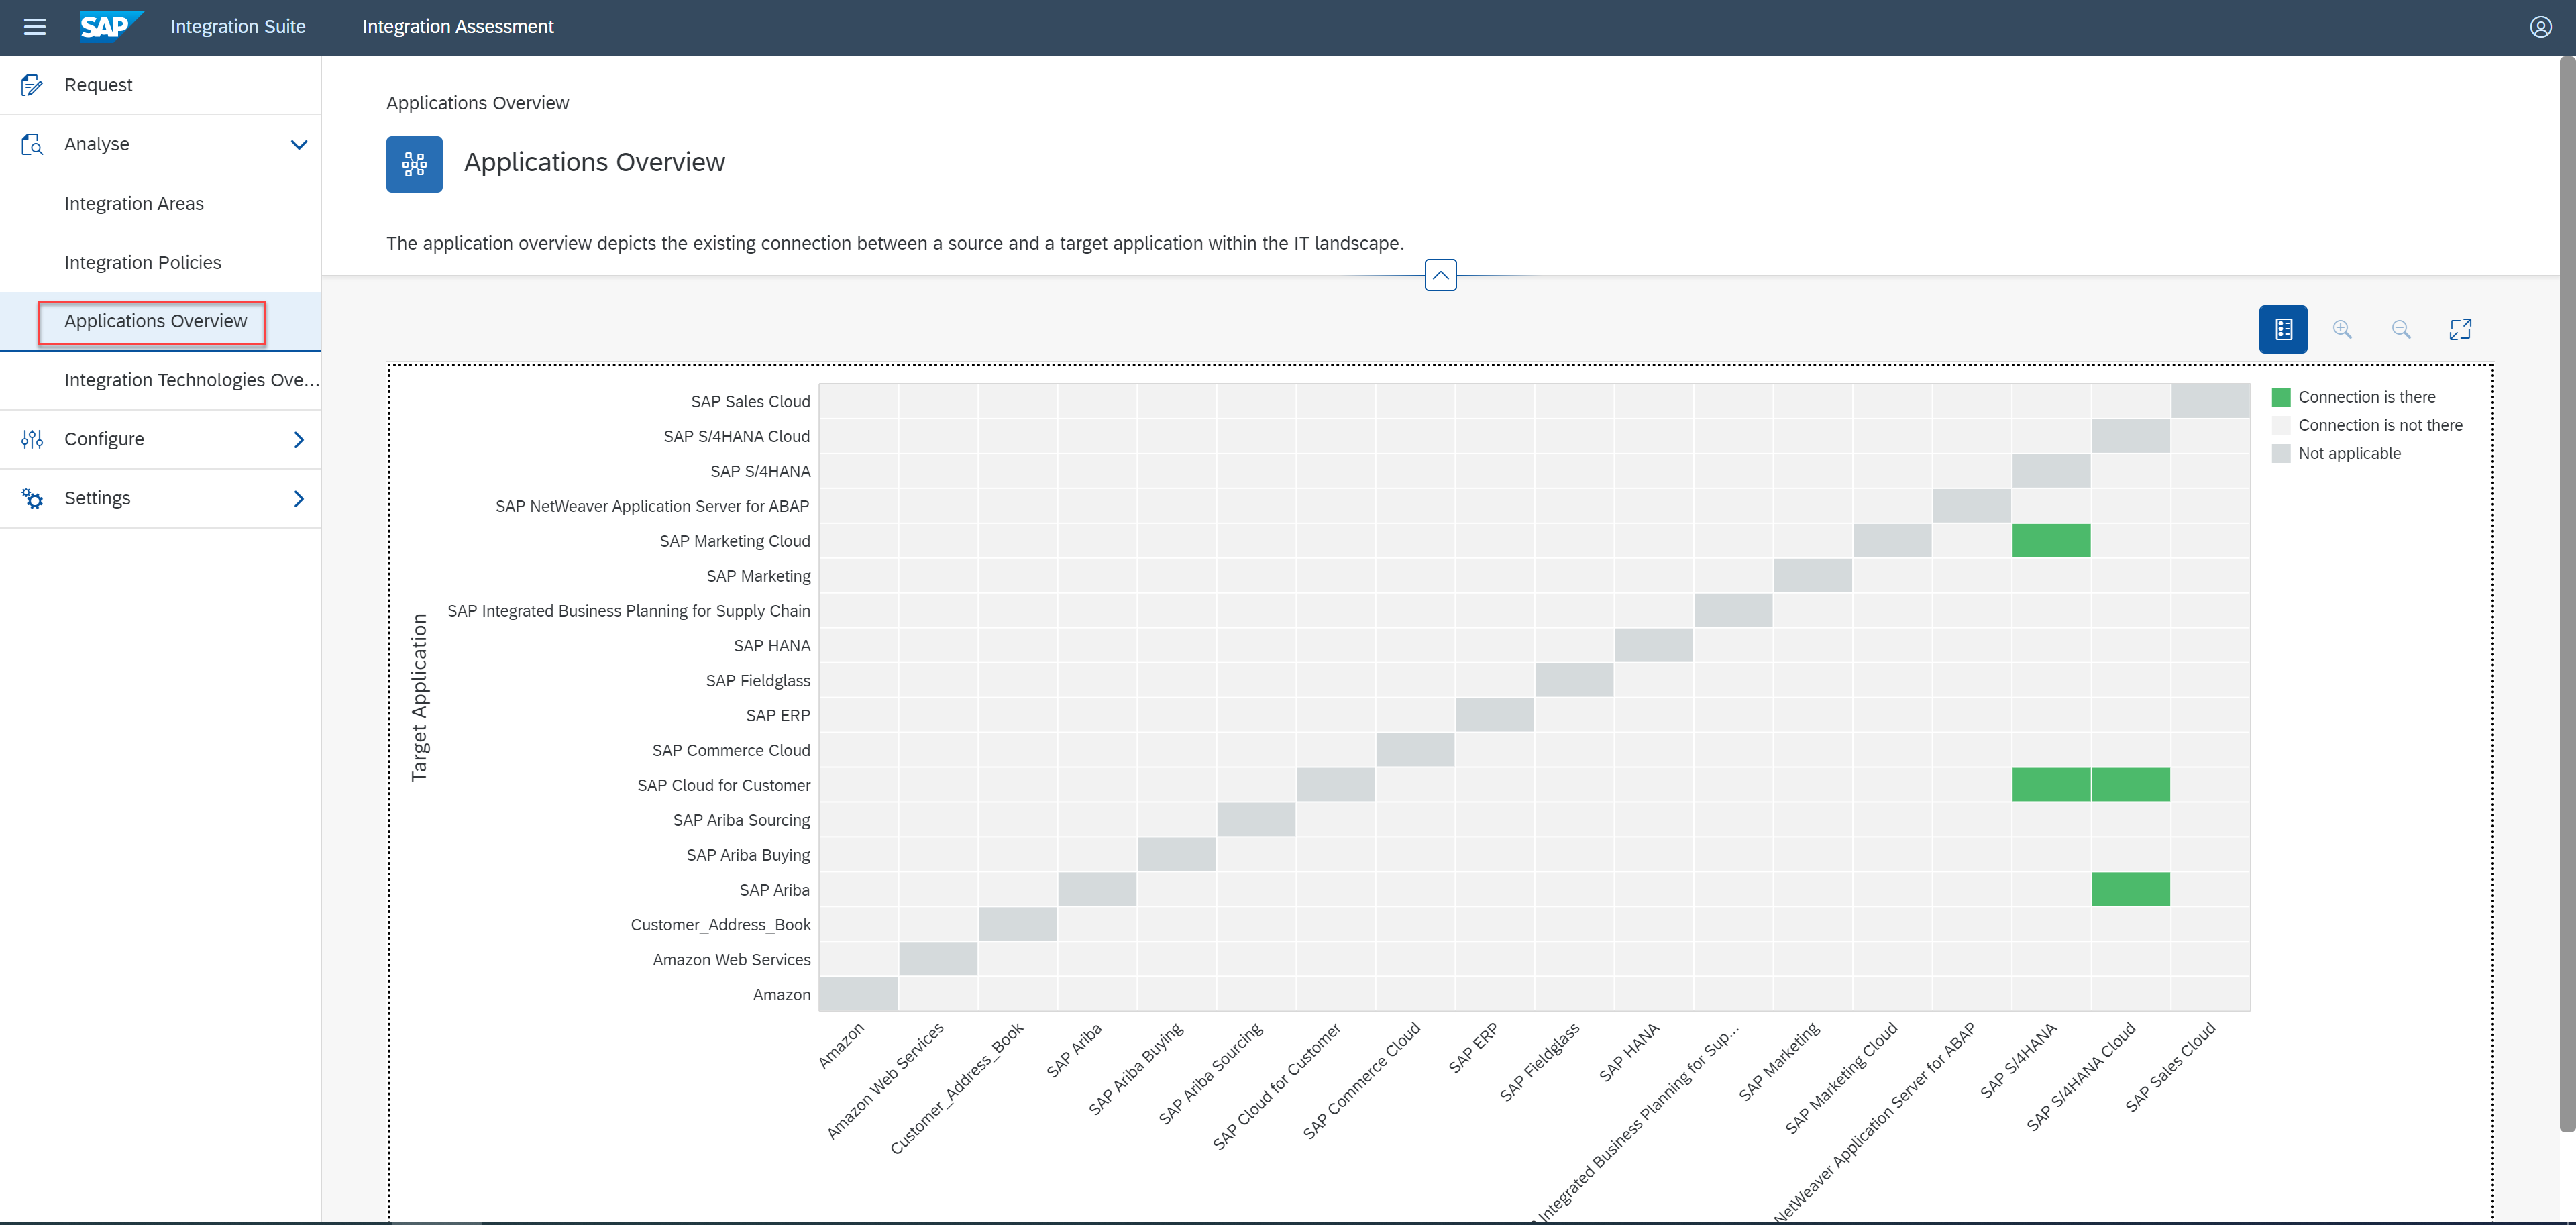 SAP Integration Suite Integration Assessment
Request
Analyse
Integration Areas
Integration Policies
Applications Overview
Integration Technologies Ove...
Configure
Settings
Applications Overview
Applications Overview
The application overview depicts the existing connection between a source and a target application within the IT landscape.
Target Application
SAP Sales Cloud
SAP S/4HANA Cloud
SAP S/4HANA
SAP NetWeaver Application Server for ABAP
SAP Marketing Cloud
SAP Marketing
SAP Integrated Business Planning for Supply Chain
SAP HANA
SAP Fieldglass
SAP ERP
SAP Commerce Cloud
SAP Cloud for Customer
SAP Ariba Sourcing
SAP Ariba Buying
SAP Ariba
Customer_Address_Book
Amazon Web Services
Amazon
Amazon
Amazon Web Services
Customer_Address_Book
SAP Ariba
SAP Ariba Buying
SAP Ariba Sourcing
SAP Cloud for Customer
SAP Commerce Cloud
SAP ERP
SAP Fieldglass
SAP HANA
Integrated Business Planning for Sup...
SAP Marketing
SAP Marketing Cloud
NetWeaver Application Server for ABAP
SAP S/4HANA
SAP S/4HANA Cloud
SAP Sales Cloud
Connection is there
Connection is not there
Not applicable